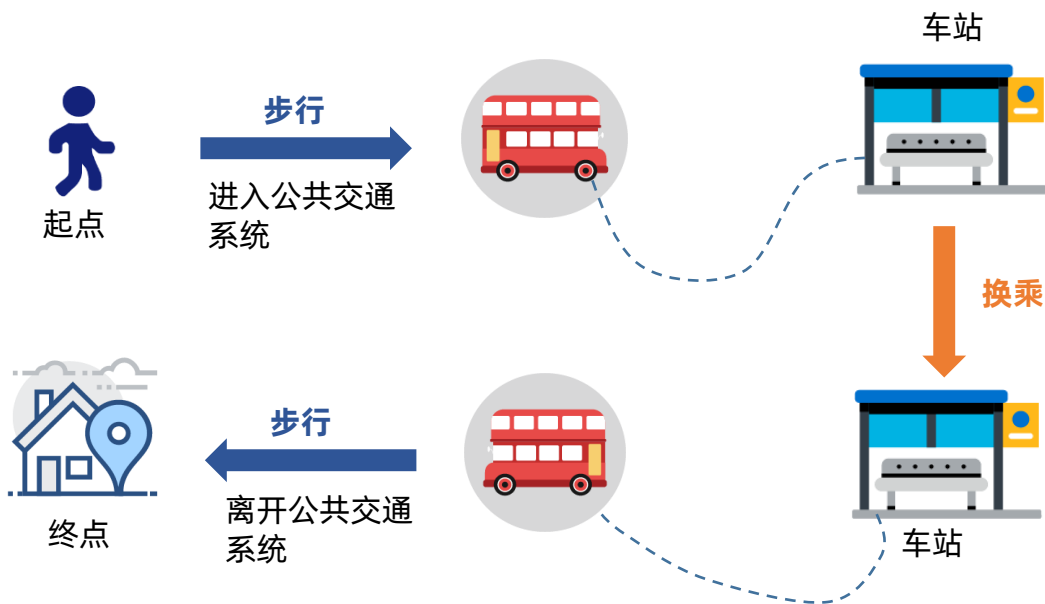 车站
步行
起点
进入公共交通
系统
换乘
步行
终点
离开公共交通
系统
车站